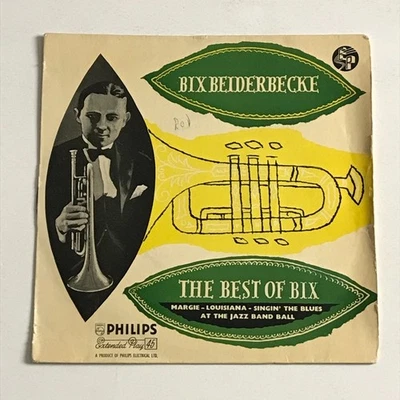 BIX BEIDERBECKE
THE BEST OF BIX
MARGIE – LOUISIANA – SINGIN' THE BLUES
AT THE JAZZ BAND BALL
PHILIPS
Extended Play 45
A PRODUCT OF PHILIPS ELECTRICAL LTD.